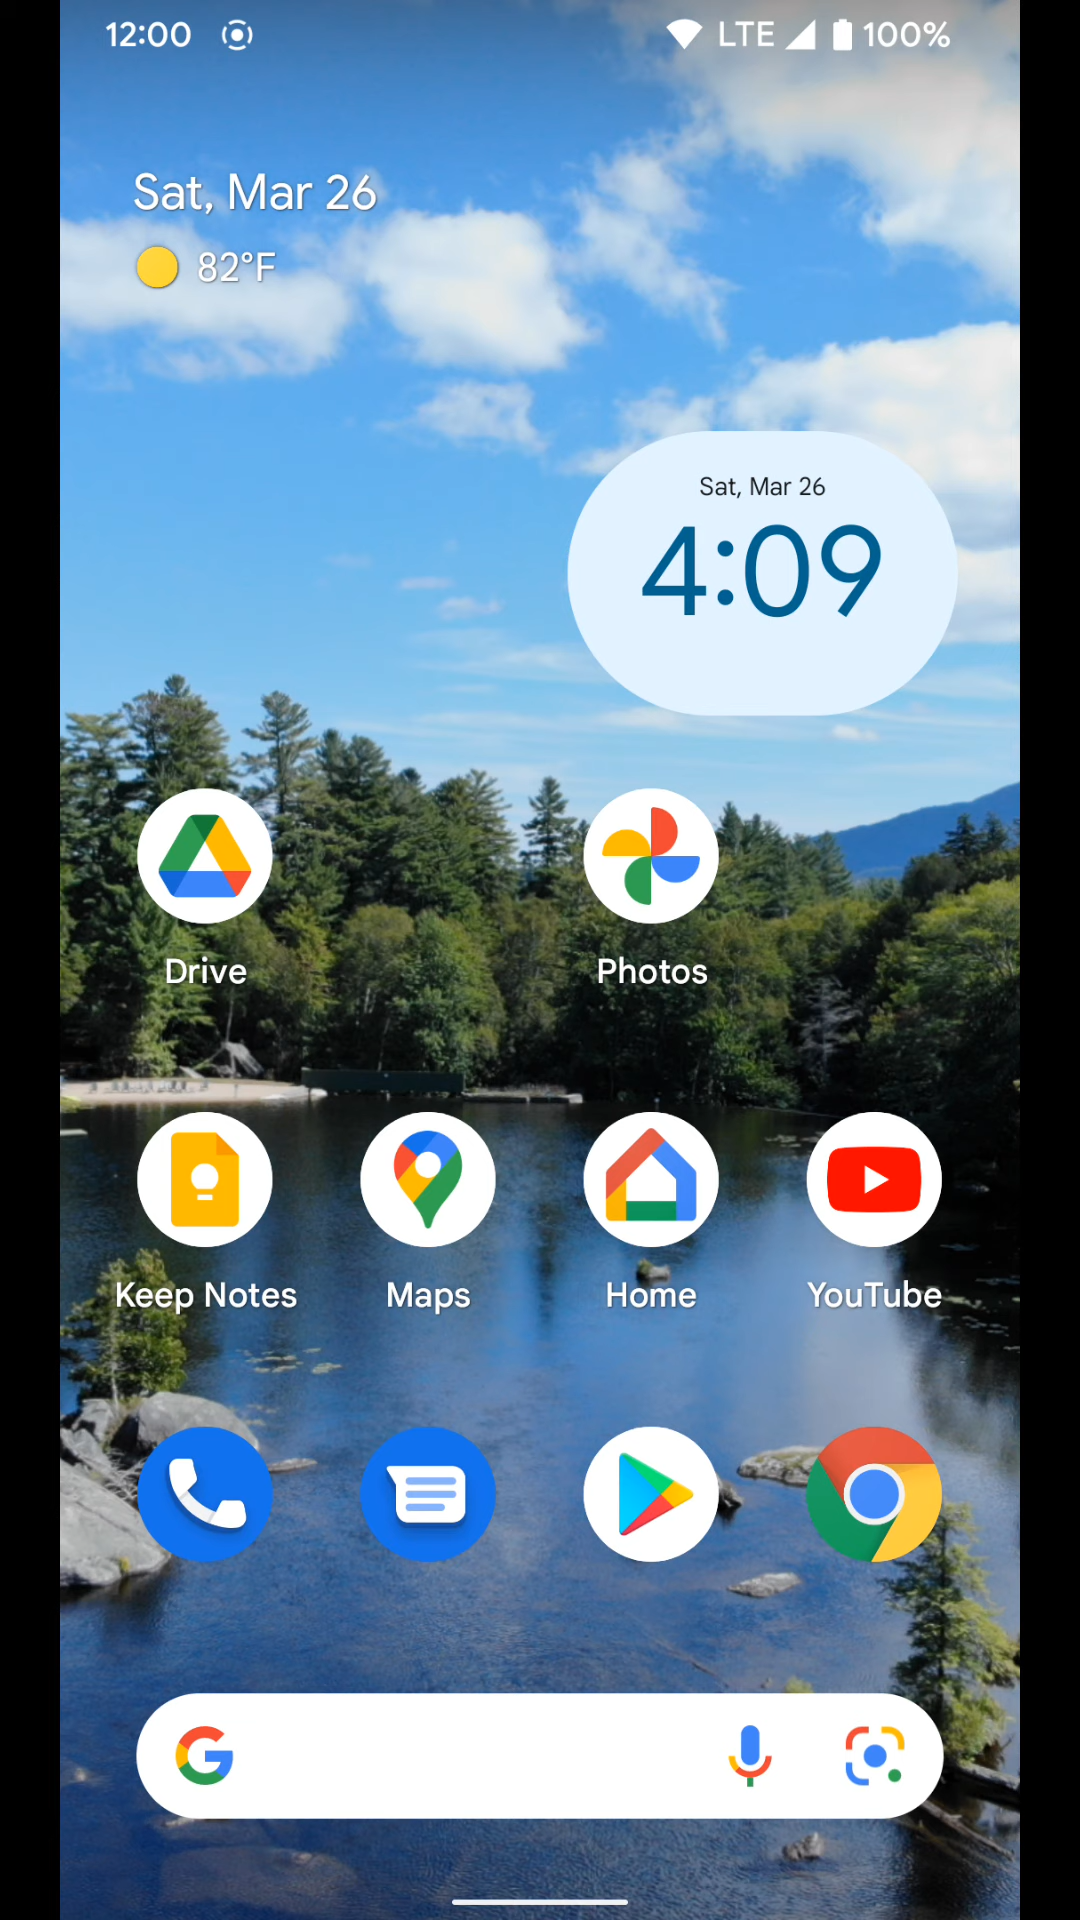 12:00 LTE 100%
Sat, Mar 26
82°F
Sat, Mar 26
4:09
Drive Photos
Keep Notes Maps Home YouTube